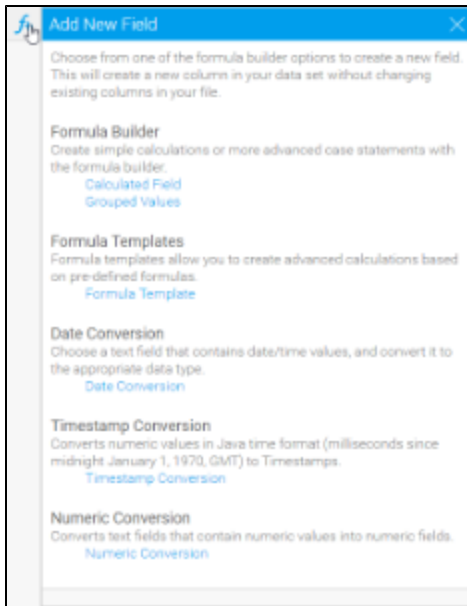 Add New Field
Choose from one of the formula builder options to create a new field.
This will create a new column in your data set without changing
existing columns in your file.
Formula Builder
Create simple calculations or more advanced case statements with
the formula builder.
Calculated Field
Grouped Values
Formula Templates
Formula templates allow you to create advanced calculations based
on pre-defined formulas.
Formula Template
Date Conversion
Choose a text field that contains date/time values, and convert it to
the appropriate data type.
Date Conversion
Timestamp Conversion
Converts numeric values in Java time format (milliseconds since
midnight January 1, 1970, GMT) to Timestamps.
Timestamp Conversion
Numeric Conversion
Converts text fields that contain numeric values into numeric fields.
Numeric Conversion